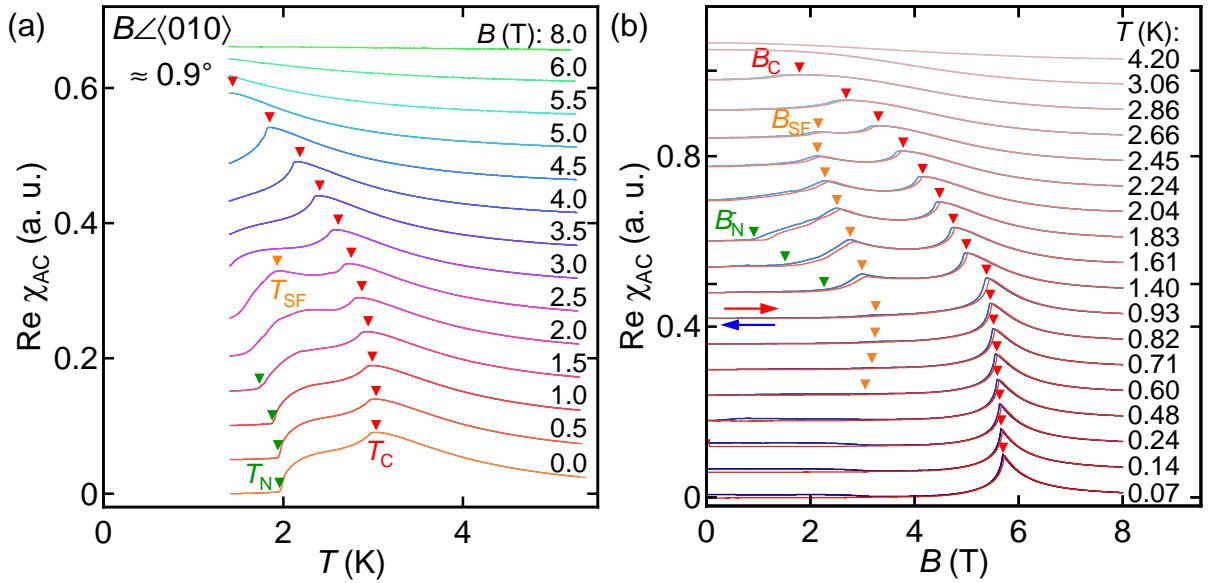 (a)
B∠⟨010⟩
≈ 0.9°
B (T): 8.0
6.0
5.5
5.0
4.5
4.0
3.5
3.0
2.5
2.0
1.5
1.0
0.5
0.0
T_SF
T_N
T_C
0.6
0.4
0.2
0
Re χ_AC (a. u.)
0 2 4
T (K)
(b)
T (K):
4.20
3.06
2.86
2.66
2.45
2.24
2.04
1.83
1.61
1.40
0.93
0.82
0.71
0.60
0.48
0.24
0.14
0.07
B_C
B_SF
B_N
0.8
0.4
0
Re χ_AC (a. u.)
0 2 4 6 8
B (T)